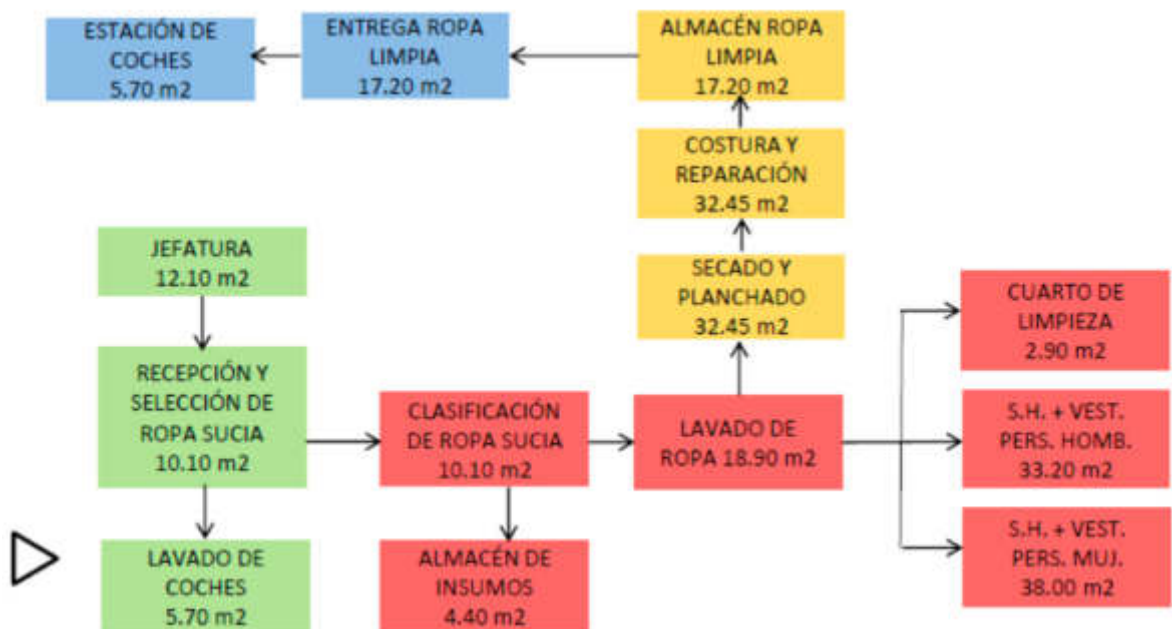 ESTACIÓN DE
COCHES
5.70 m2
ENTREGA ROPA
LIMPIA
17.20 m2
ALMACÉN ROPA
LIMPIA
17.20 m2
COSTURA Y
REPARACIÓN
32.45 m2
SECADO Y
PLANCHADO
32.45 m2
JEFATURA
12.10 m2
RECEPCIÓN Y
SELECCIÓN DE
ROPA SUCIA
10.10 m2
LAVADO DE
COCHES
5.70 m2
CLASIFICACIÓN
DE ROPA SUCIA
10.10 m2
ALMACÉN DE
INSUMOS
4.40 m2
LAVADO DE
ROPA 18.90 m2
CUARTO DE
LIMPIEZA
2.90 m2
S.H. + VEST.
PERS. HOMB.
33.20 m2
S.H. + VEST.
PERS. MUJ.
38.00 m2